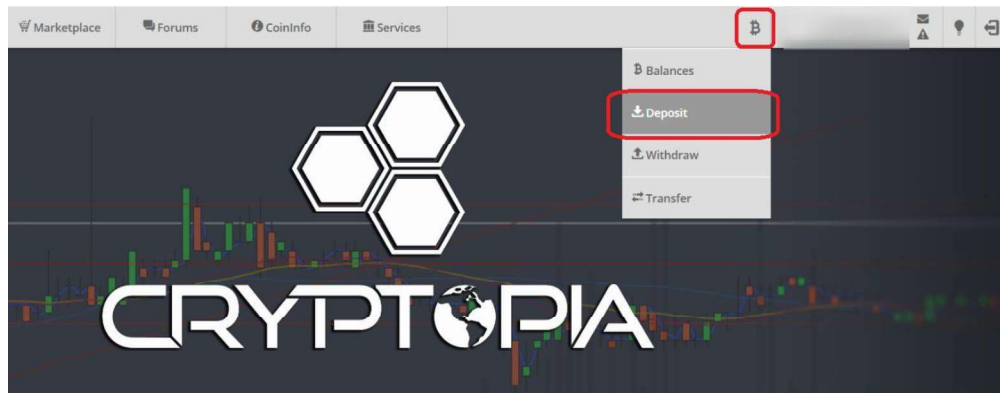 Marketplace
Forums
CoinInfo
Services
Balances
Deposit
Withdraw
Transfer
CRYPTOPIA